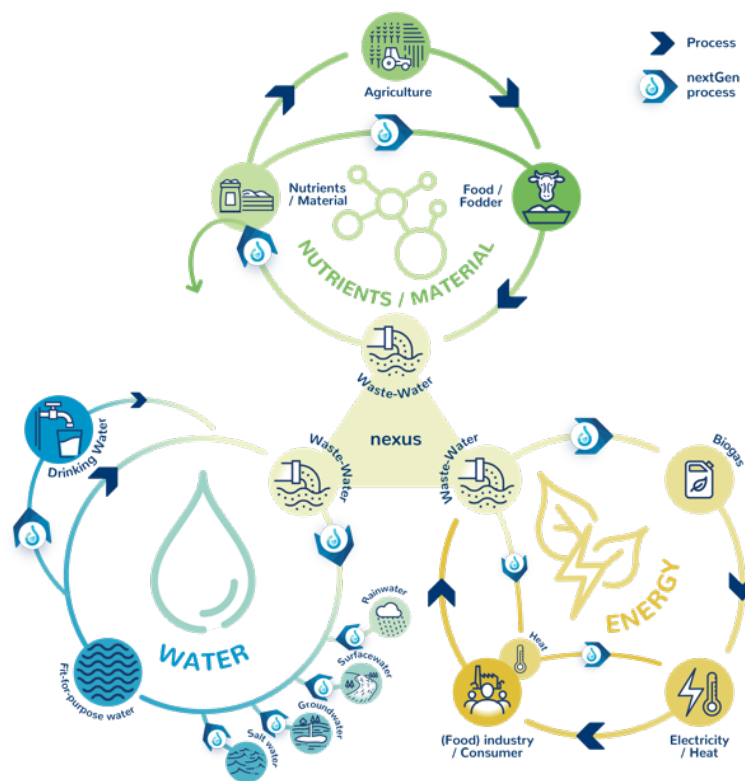 Process
nextGen
process
Agriculture
Nutrients
/ Material
Food /
Fodder
NUTRIENTS / MATERIAL
Waste-Water
nexus
Waste-Water
Waste-Water
Drinking Water
WATER
Fit-for-purpose water
Rainwater
Surfacewater
Groundwater
Salt water
Biogas
ENERGY
Heat
(Food) industry
/ Consumer
Electricity
/ Heat